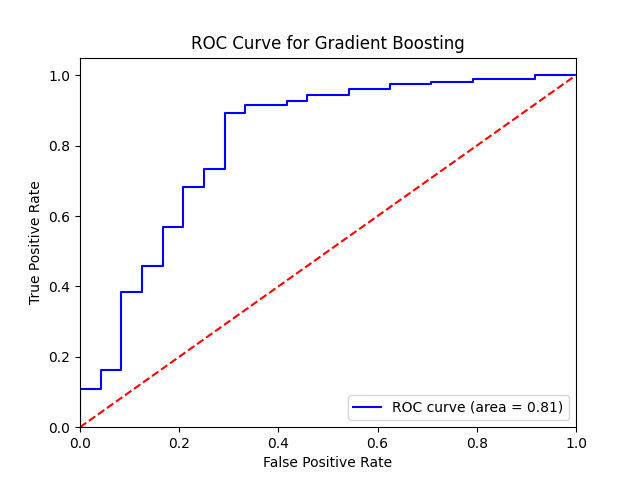 ROC Curve for Gradient Boosting
True Positive Rate
1.0
0.8
0.6
0.4
0.2
0.0
0.0 0.2 0.4 0.6 0.8 1.0
ROC curve (area = 0.81)
False Positive Rate